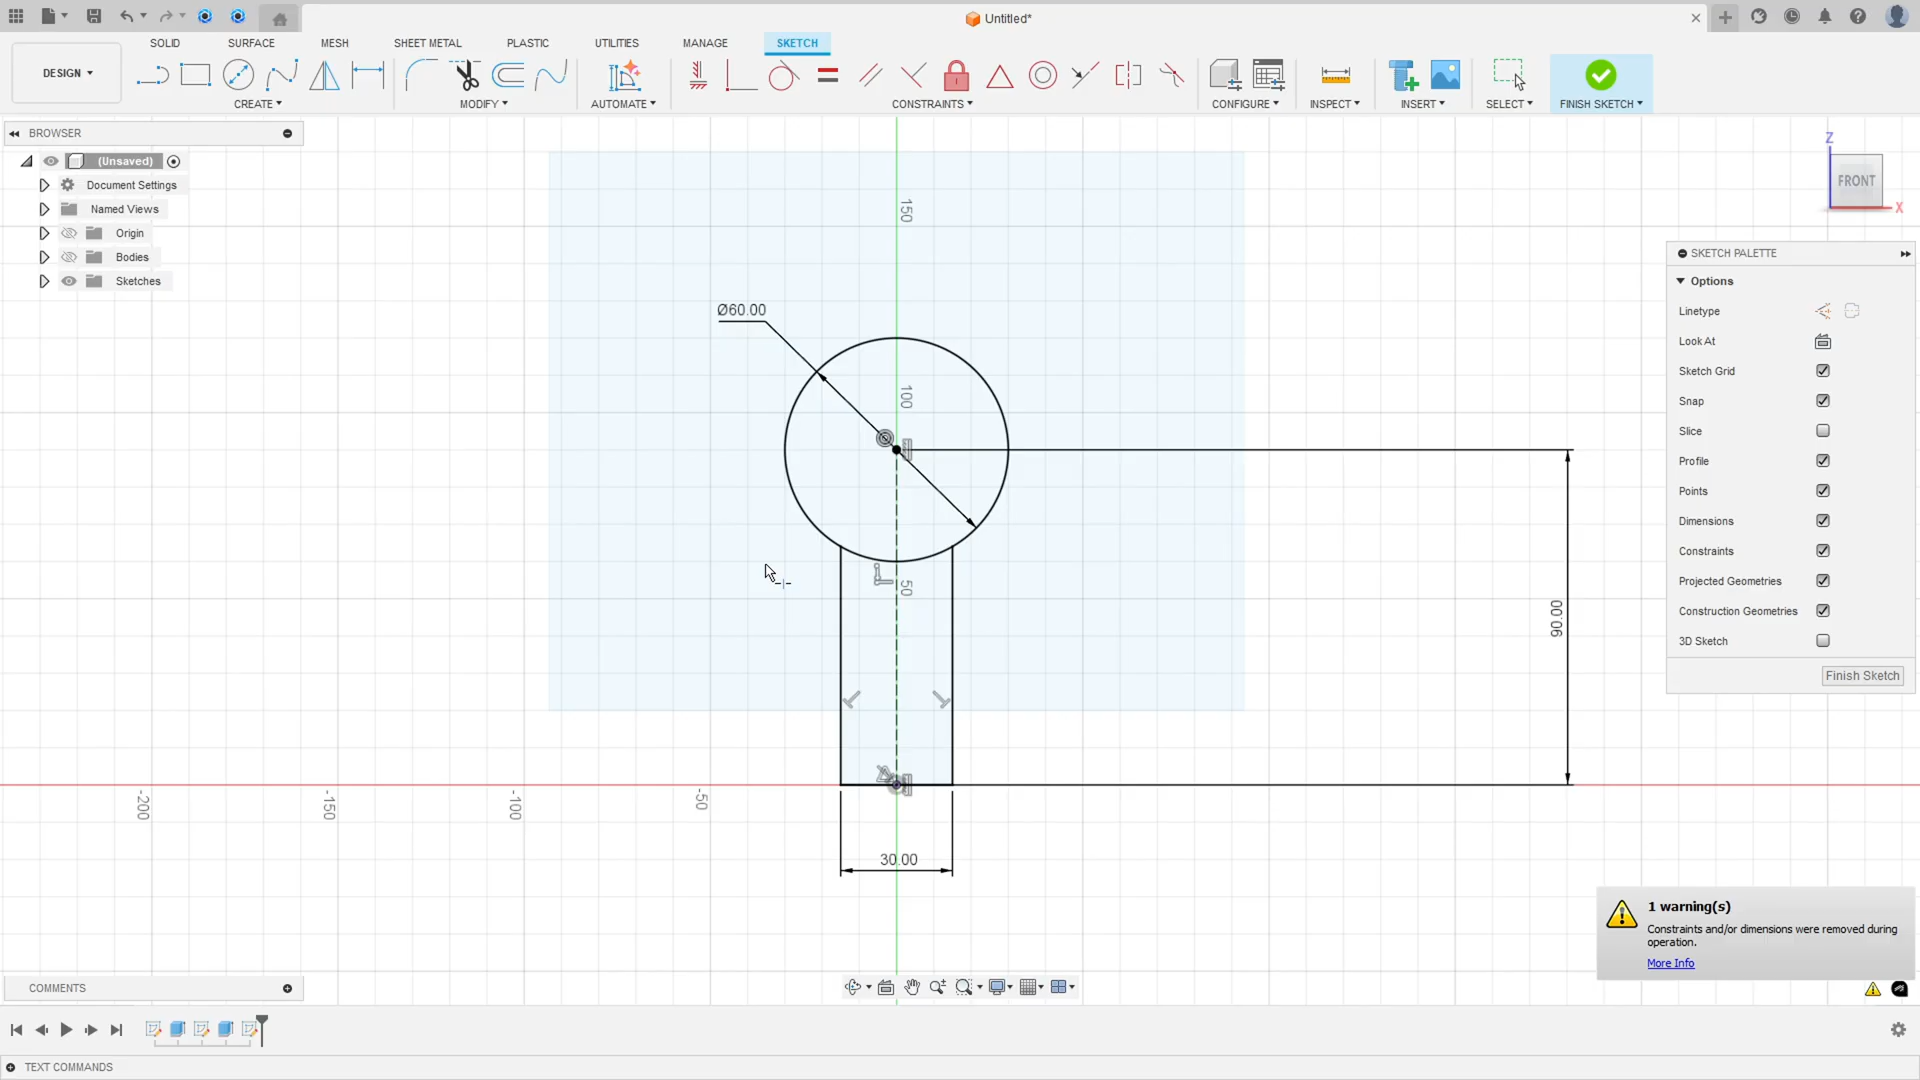 Untitled*
SOLID
SURFACE
MESH
SHEET METAL
PLASTIC
UTILITIES
MANAGE
SKETCH
DESIGN
CREATE
MODIFY
AUTOMATE
CONSTRAINTS
CONFIGURE
INSPECT
INSERT
SELECT
FINISH SKETCH
BROWSER
(Unsaved)
Document Settings
Named Views
Origin
Bodies
Sketches
Z
FRONT
X
SKETCH PALETTE
Options
Linetype
Look At
Sketch Grid
Snap
Slice
Profile
Points
Dimensions
Constraints
Projected Geometries
Construction Geometries
3D Sketch
Finish Sketch
150
Ø60.00
100
50
90.00
-200
-150
-100
-50
30.00
1 warning(s)
Constraints and/or dimensions were removed during
operation.
More Info
COMMENTS
TEXT COMMANDS